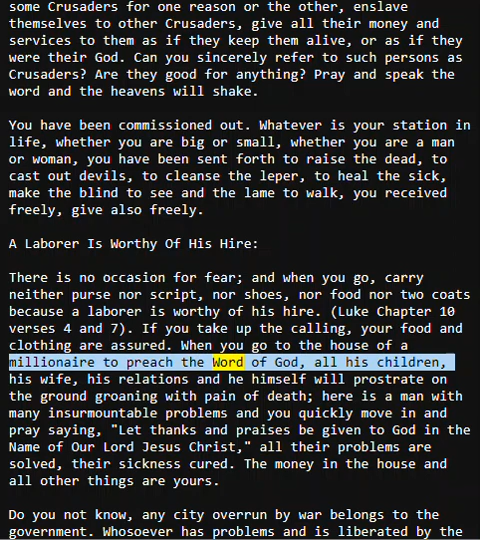 some Crusaders for one reason or the other, enslave
themselves to other Crusaders, give all their money and
services to them as if they keep them alive, or as if they
were their God. Can you sincerely refer to such persons as
Crusaders? Are they good for anything? Pray and speak the
word and the heavens will shake.
You have been commissioned out. Whatever is your station in
life, whether you are big or small, whether you are a man
or woman, you have been sent forth to raise the dead, to
cast out devils, to cleanse the leper, to heal the sick,
make the blind to see and the lame to walk, you received
freely, give also freely.
A Laborer Is Worthy Of His Hire:
There is no occasion for fear; and when you go, carry
neither purse nor script, nor shoes, nor food nor two coats
because a laborer is worthy of his hire. (Luke Chapter 10
verses 4 and 7). If you take up the calling, your food and
clothing are assured. When you go to the house of a
millionaire to preach the Word of God, all his children,
his wife, his relations and he himself will prostrate on
the ground groaning with pain of death; here is a man with
many insurmountable problems and you quickly move in and
pray saying, "Let thanks and praises be given to God in the
Name of Our Lord Jesus Christ," all their problems are
solved, their sickness cured. The money in the house and
all other things are yours.
Do you not know, any city overrun by war belongs to the
government. Whosoever has problems and is liberated by the